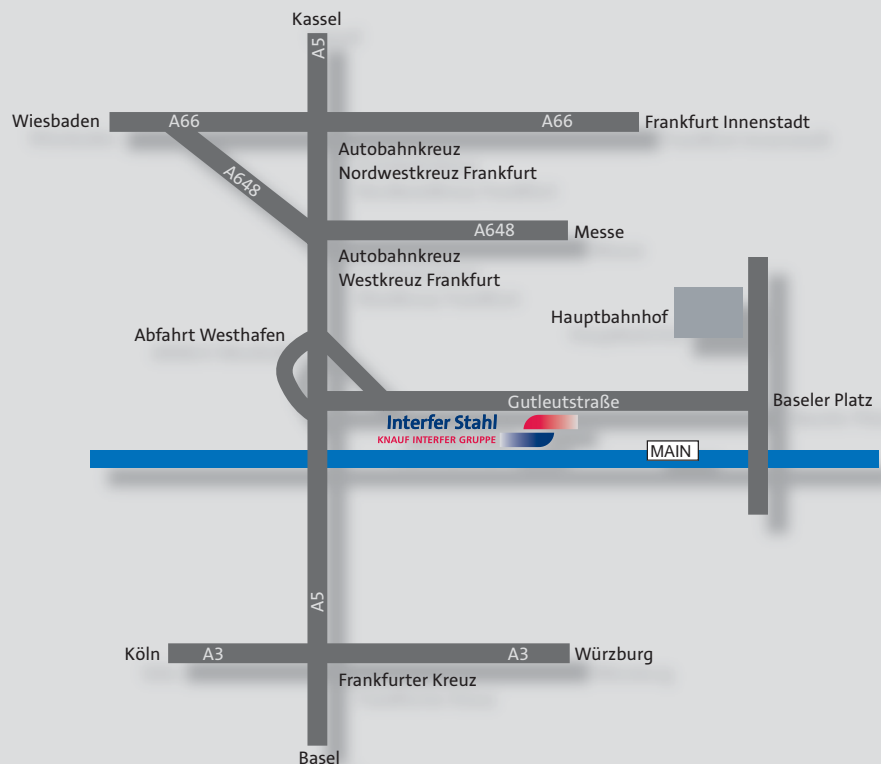 Kassel
A5
Wiesbaden
A66
A66
Frankfurt Innenstadt
Autobahnkreuz
Nordwestkreuz Frankfurt
A648
A648
Messe
Autobahnkreuz
Westkreuz Frankfurt
Hauptbahnhof
Abfahrt Westhafen
Gutleutstraße
Baseler Platz
Interfer Stahl
KNAUF INTERFER GRUPPE
MAIN
A5
Köln
A3
A3
Würzburg
Frankfurter Kreuz
Basel